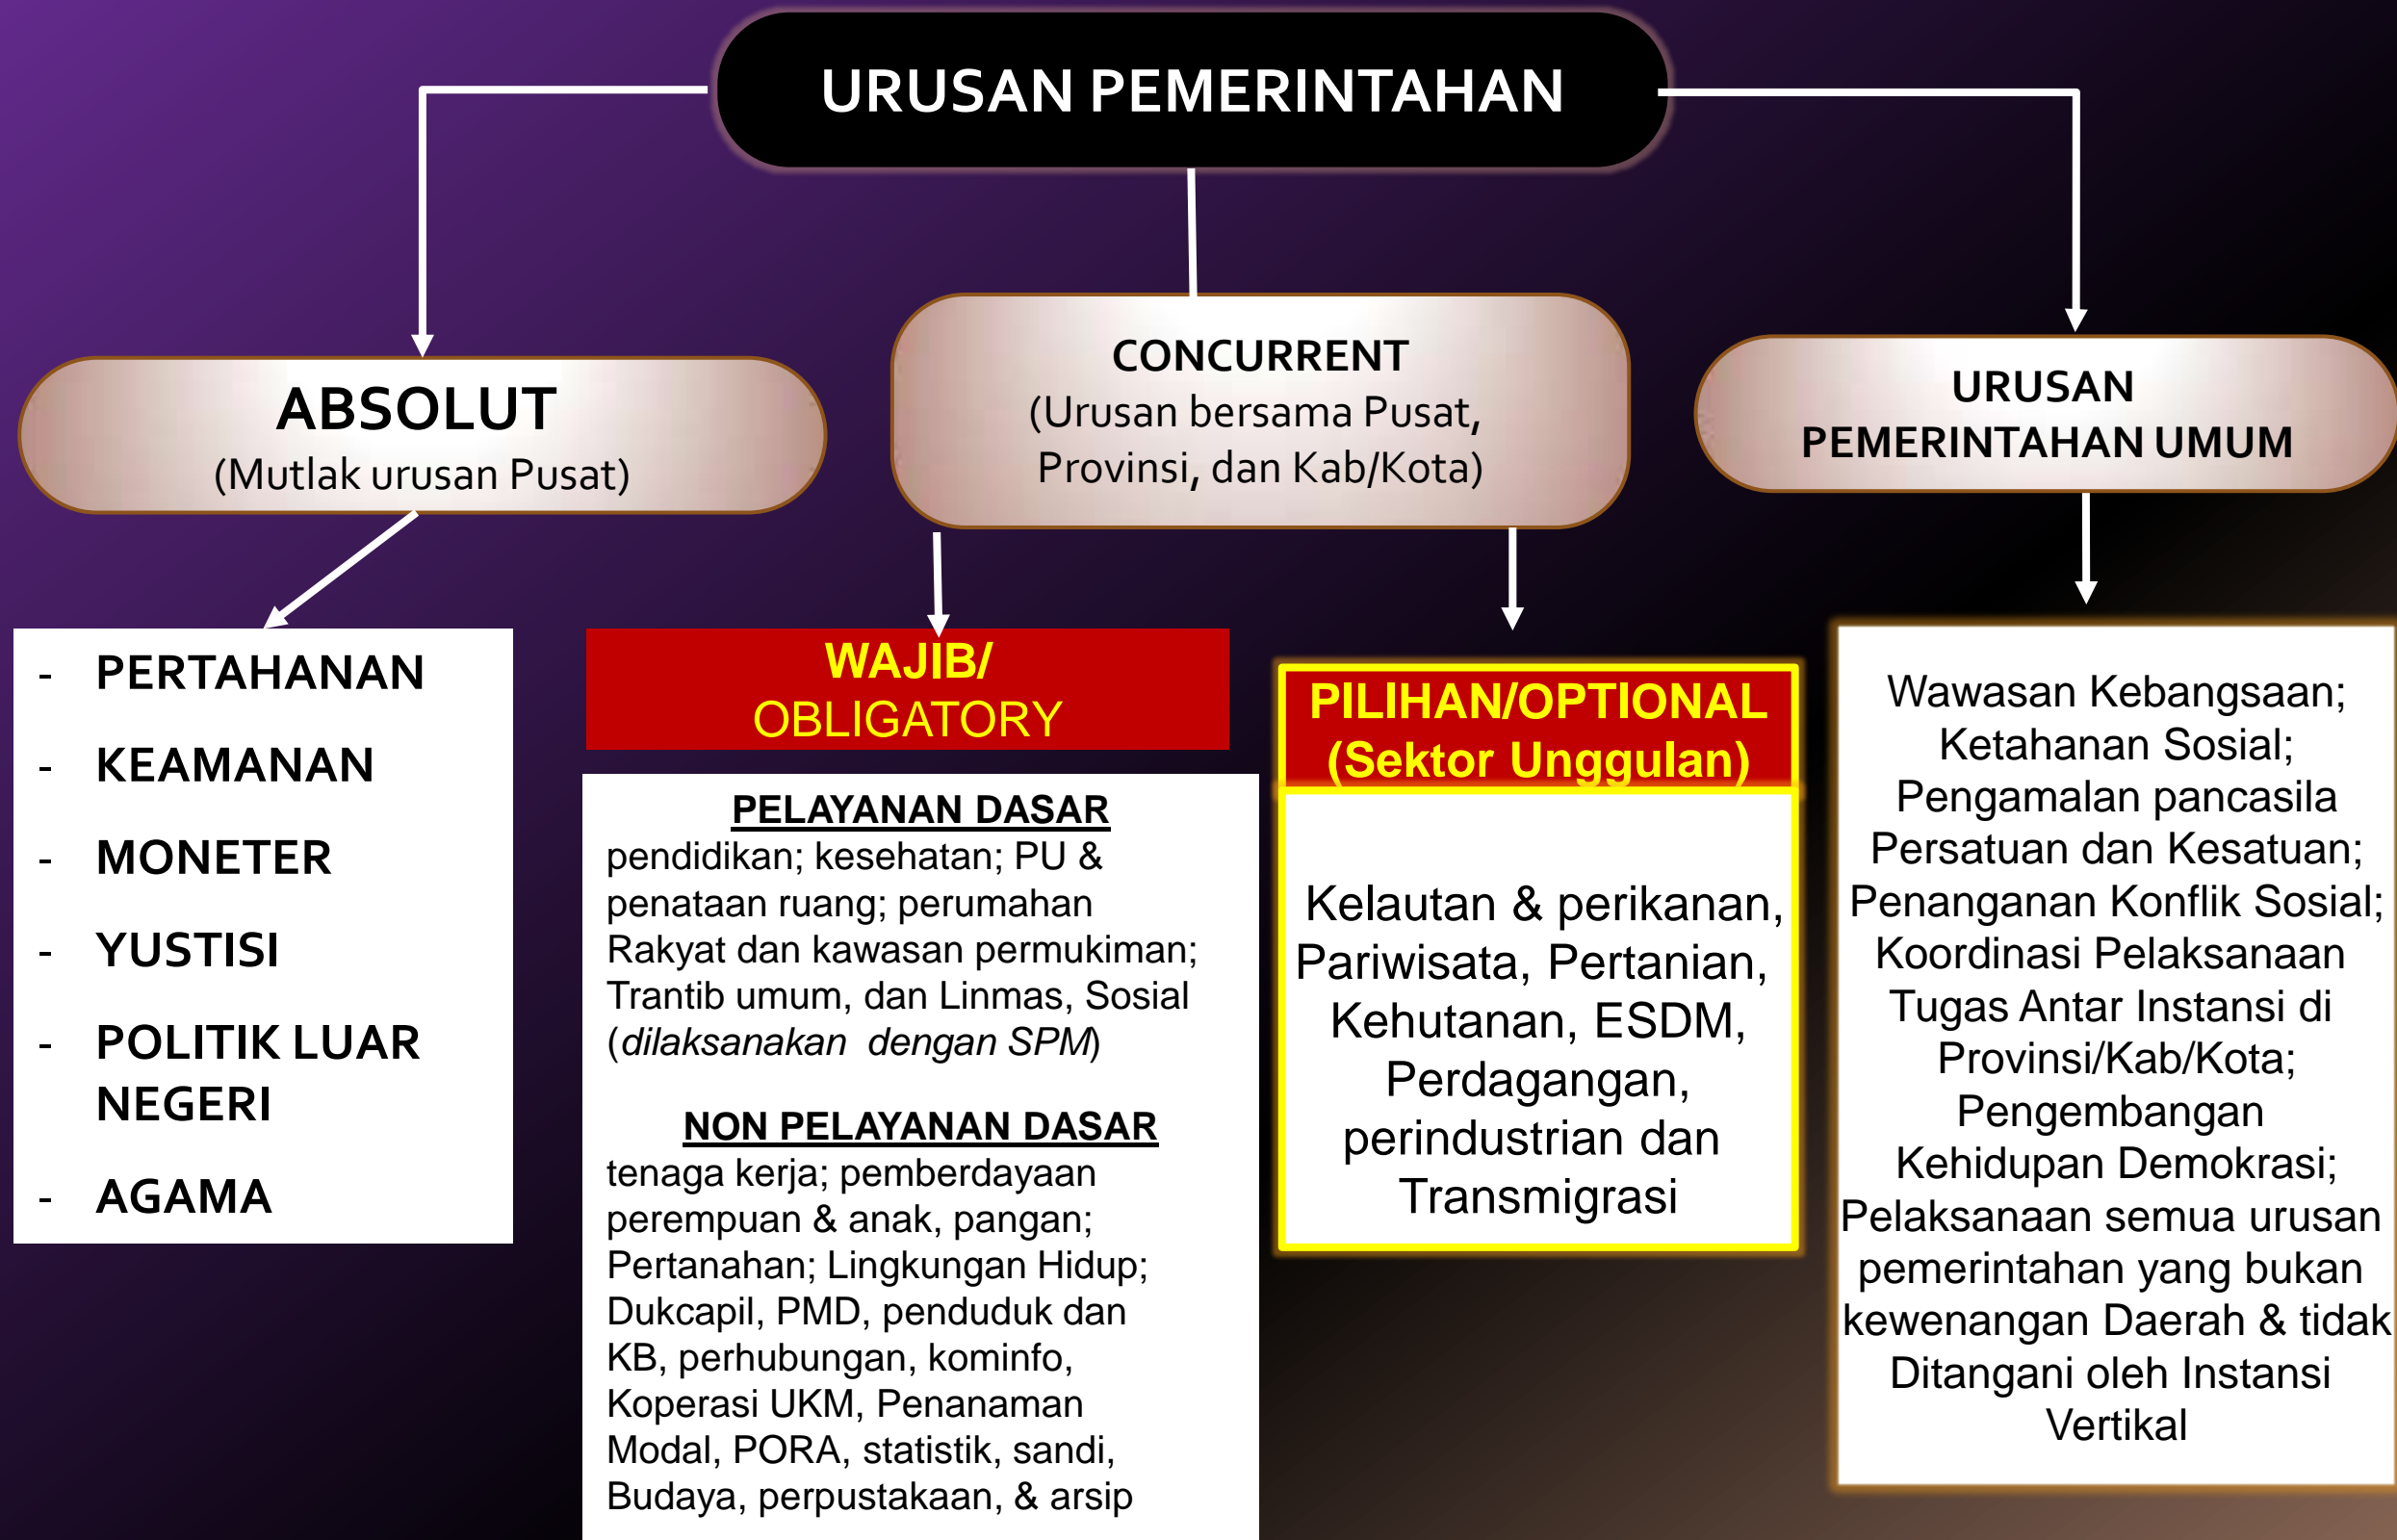 URUSAN PEMERINTAHAN
ABSOLUT
(Mutlak urusan Pusat)
CONCURRENT
(Urusan bersama Pusat,
Provinsi, dan Kab/Kota)
URUSAN
PEMERINTAHAN UMUM
- PERTAHANAN
- KEAMANAN
- MONETER
- YUSTISI
- POLITIK LUAR
NEGERI
- AGAMA
WAJIB/
OBLIGATORY
PELAYANAN DASAR
pendidikan; kesehatan; PU &
penataan ruang; perumahan
Rakyat dan kawasan permukiman;
Trantib umum, dan Linmas, Sosial
(dilaksanakan dengan SPM)
NON PELAYANAN DASAR
tenaga kerja; pemberdayaan
perempuan & anak, pangan;
Pertanahan; Lingkungan Hidup;
Dukcapil, PMD, penduduk dan
KB, perhubungan, kominfo,
Koperasi UKM, Penanaman
Modal, PORA, statistik, sandi,
Budaya, perpustakaan, & arsip
PILIHAN/OPTIONAL
(Sektor Unggulan)
Kelautan & perikanan,
Pariwisata, Pertanian,
Kehutanan, ESDM,
Perdagangan,
perindustrian dan
Transmigrasi
Wawasan Kebangsaan;
Ketahanan Sosial;
Pengamalan pancasila
Persatuan dan Kesatuan;
Penanganan Konflik Sosial;
Koordinasi Pelaksanaan
Tugas Antar Instansi di
Provinsi/Kab/Kota;
Pengembangan
Kehidupan Demokrasi;
Pelaksanaan semua urusan
pemerintahan yang bukan
kewenangan Daerah & tidak
Ditangani oleh Instansi
Vertikal